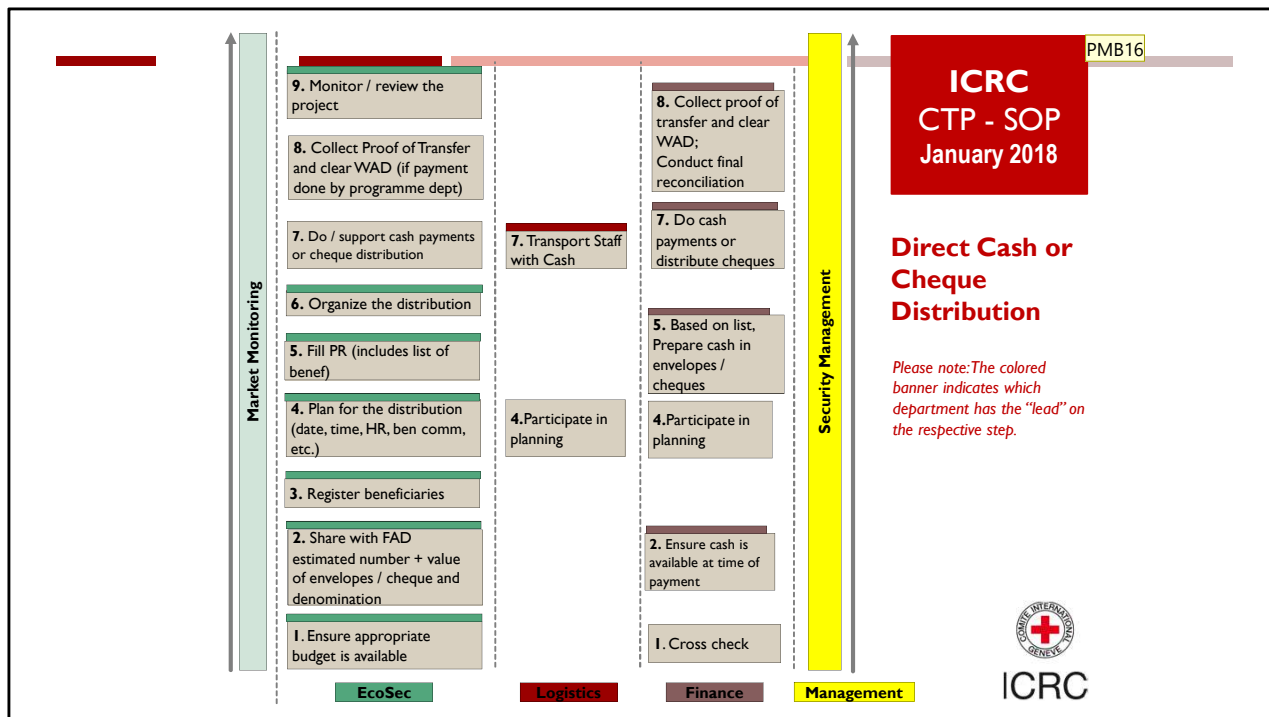 PMB16
ICRC
CTP - SOP
January 2018
Direct Cash or
Cheque
Distribution
Please note: The colored
banner indicates which
department has the “lead” on
the respective step.
Market Monitoring
9. Monitor / review the
project
8. Collect Proof of Transfer
and clear WAD (if payment
done by programme dept)
7. Do / support cash payments
or cheque distribution
6. Organize the distribution
5. Fill PR (includes list of
benef)
4. Plan for the distribution
(date, time, HR, ben comm,
etc.)
3. Register beneficiaries
2. Share with FAD
estimated number + value
of envelopes / cheque and
denomination
1. Ensure appropriate
budget is available
EcoSec
7. Transport Staff
with Cash
4.Participate in
planning
Logistics
8. Collect proof of
transfer and clear
WAD;
Conduct final
reconciliation
7. Do cash
payments or
distribute cheques
5. Based on list,
Prepare cash in
envelopes /
cheques
4.Participate in
planning
2. Ensure cash is
available at time of
payment
1. Cross check
Finance
Security Management
Management
COMITE INTERNATIONAL
GENEVE
ICRC